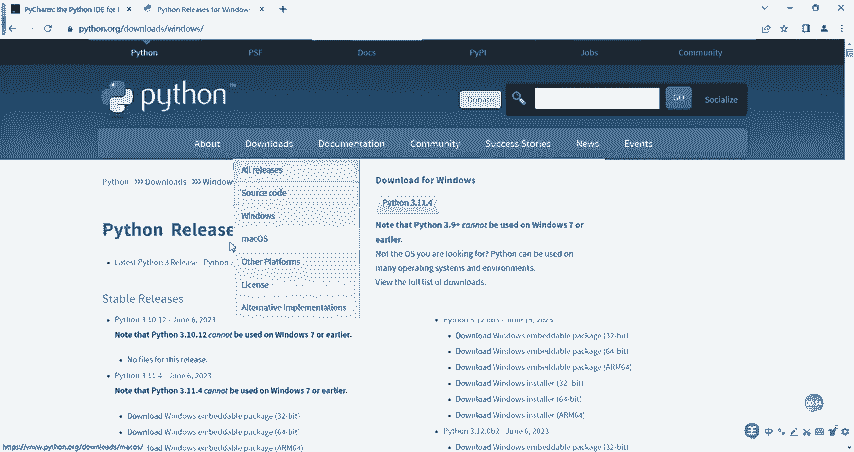 PyCharm: the Python IDE for
Python Releases for Window
python.org/downloads/windows/
Python PSF Docs PyPI Jobs Community
python
Donate GO Socialize
About Downloads Documentation Community Success Stories News Events
All releases
Source code
Windows
macOS
Other Platforms
License
Alternative Implementations
Download for Windows
Python 3.11.4
Note that Python 3.9+ cannot be used on Windows 7 or
earlier.
Not the OS you are looking for? Python can be used on
many operating systems and environments.
View the full list of downloads.
Python >>> Downloads >>> Window
Python Release
Latest Python 3 Release - Python
Stable Releases
Python 3.10.12 - June 6, 2023
Note that Python 3.10.12 cannot be used on Windows 7 or earlier.
No files for this release.
Python 3.11.4 - June 6, 2023
Note that Python 3.11.4 cannot be used on Windows 7 or earlier.
Download Windows embeddable package (32-bit)
Download Windows embeddable package (64-bit)
load Windows embeddable package (ARM64)
Download Windows embeddable package (32-bit)
Download Windows embeddable package (64-bit)
Download Windows embeddable package (ARM64)
Download Windows installer (32-bit)
Download Windows installer (64-bit)
Download Windows installer (ARM64)
Python 3.12.0b2 - June 6, 2023
Download Windows embeddable package (32-bit)
https://www.python.org/downloads/macos/
中